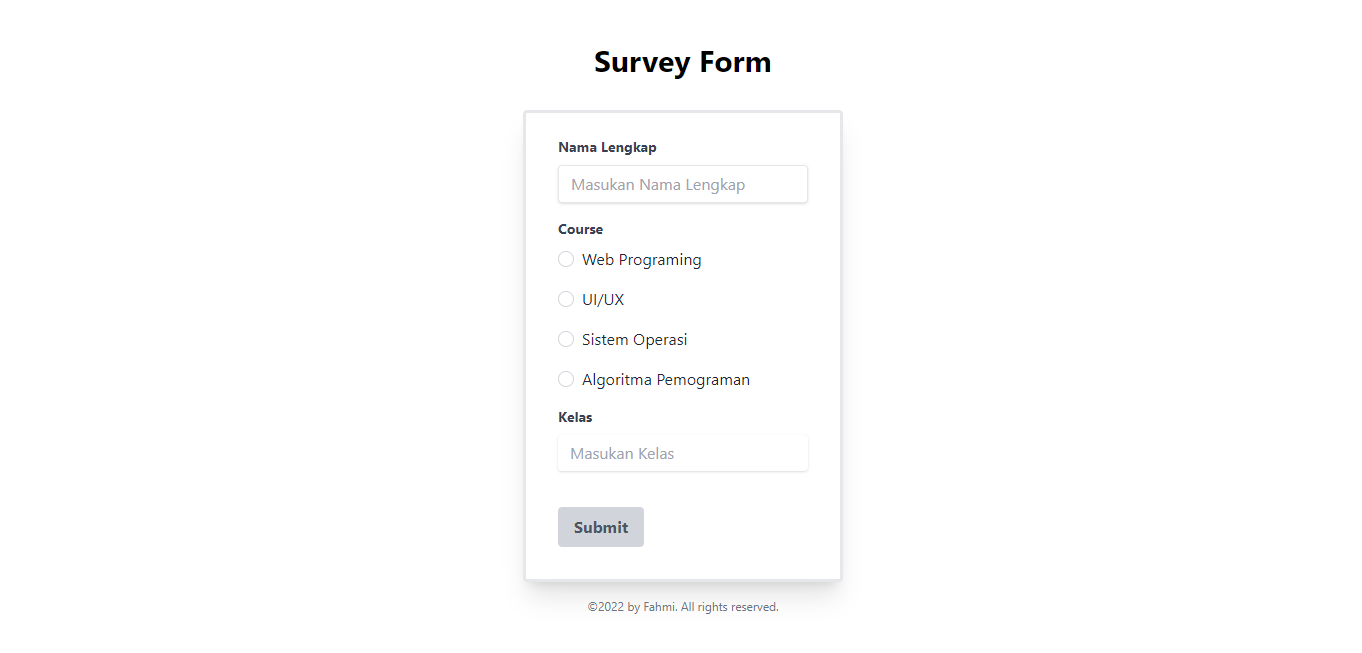 Survey Form
Nama Lengkap
Masukan Nama Lengkap
Course
Web Programing
UI/UX
Sistem Operasi
Algoritma Pemograman
Kelas
Masukan Kelas
Submit
©2022 by Fahmi. All rights reserved.